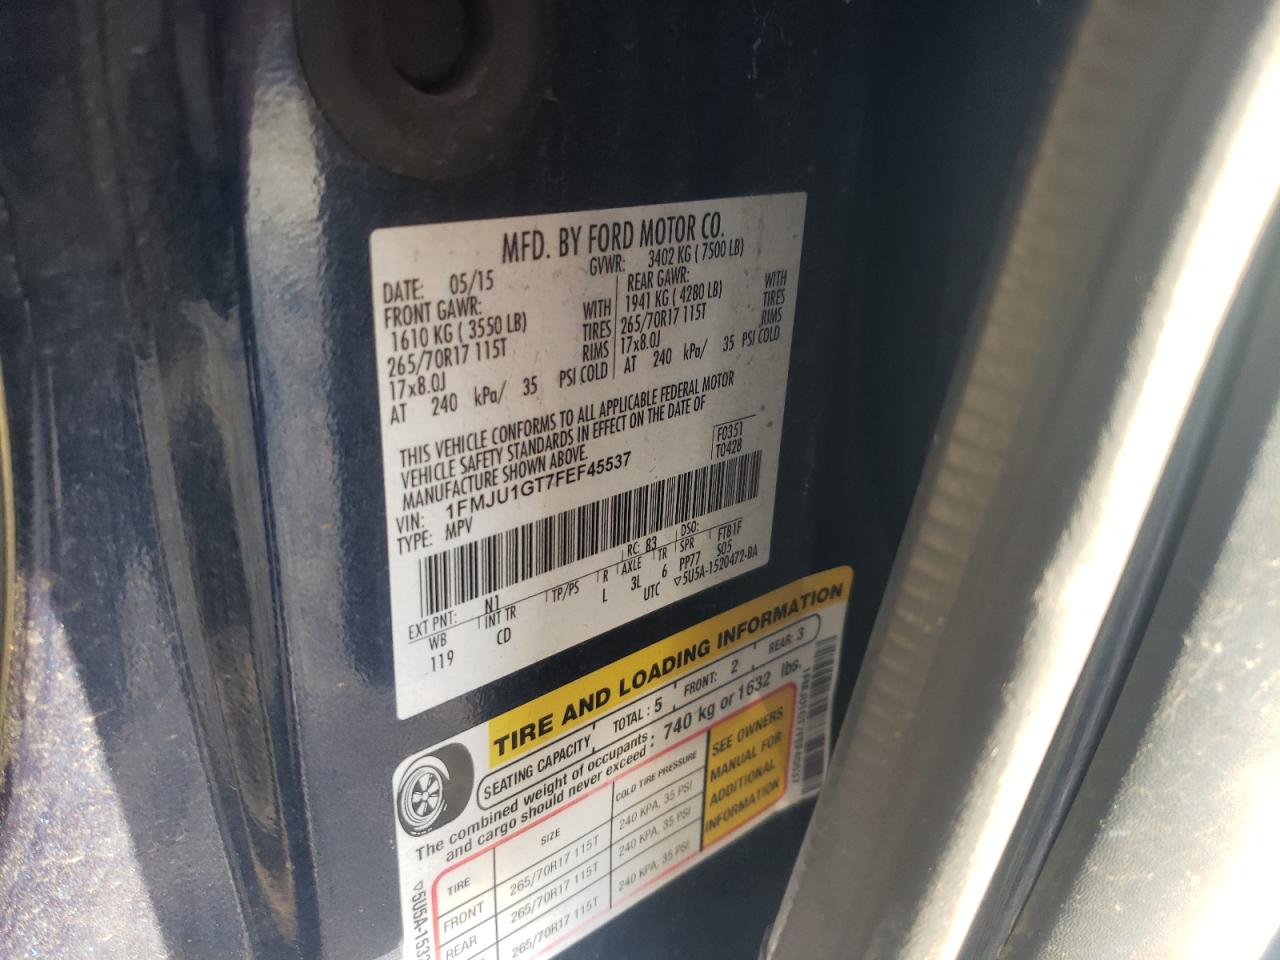 MFD. BY FORD MOTOR CO.
DATE: 05/15 GVWR: 3402 KG ( 7500 LB)
FRONT GAWR: REAR GAWR:
1610 KG ( 3550 LB) WITH 1941 KG ( 4280 LB) WITH
265/70R17 115T TIRES 265/70R17 115T TIRES
17x8.0J RIMS 17x8.0J RIMS
AT 240 kPa/ 35 PSI COLD AT 240 kPa/ 35 PSI COLD
THIS VEHICLE CONFORMS TO ALL APPLICABLE FEDERAL MOTOR
VEHICLE SAFETY STANDARDS IN EFFECT ON THE DATE OF
MANUFACTURE SHOWN ABOVE.
F0351
T0428
VIN: 1FMJU1GT7FEF45537
TYPE: MPV
EXT PNT: N1 RC: 83 DSO:
WB INT TR TP/PS R AXLE TR SPR FTB1F
119 CD L 3L 6 PP77 S05
UTC ▽5U5A-1520472-BA
TIRE AND LOADING INFORMATION
SEATING CAPACITY TOTAL: 5 FRONT: 2 REAR: 3
The combined weight of occupants and cargo should never exceed : 740 kg or 1632 lbs.
TIRE SIZE COLD TIRE PRESSURE
FRONT 265/70R17 115T 240 KPA, 35 PSI
REAR 265/70R17 115T 240 KPA, 35 PSI
265/70R17 115T 240 KPA, 35 PSI
SEE OWNERS
MANUAL FOR
ADDITIONAL
INFORMATION
1FMJU1GT7FEF45537